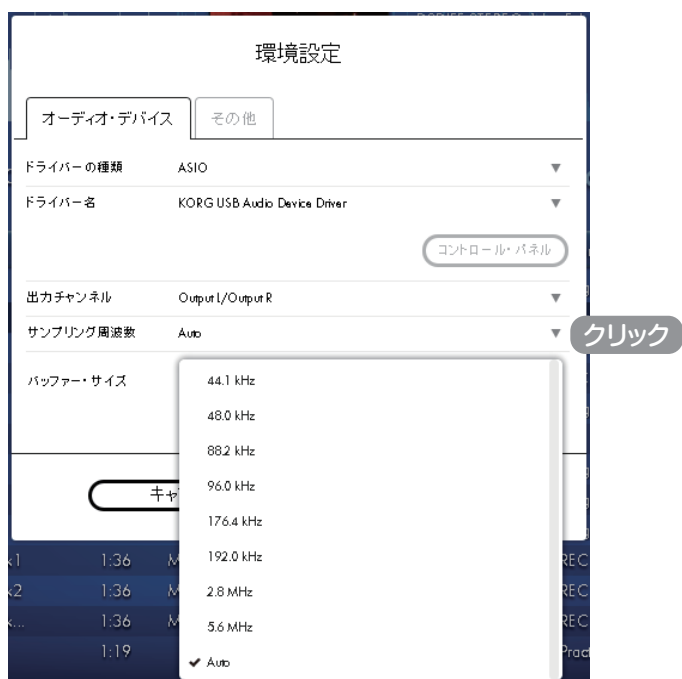 環境設定
オーディオ・デバイス その他
ドライバーの種類 ASIO
ドライバー名 KORG USB Audio Device Driver
コントロール・パネル
出力チャンネル Output L/Output R
サンプリング周波数 Auto
クリック
バッファー・サイズ
44.1 kHz
48.0 kHz
88.2 kHz
96.0 kHz
キャ
176.4 kHz
192.0 kHz
2.8 MHz
5.6 MHz
✔ Auto
1:36 REC
1:36 REC
1:36 REC
1:19